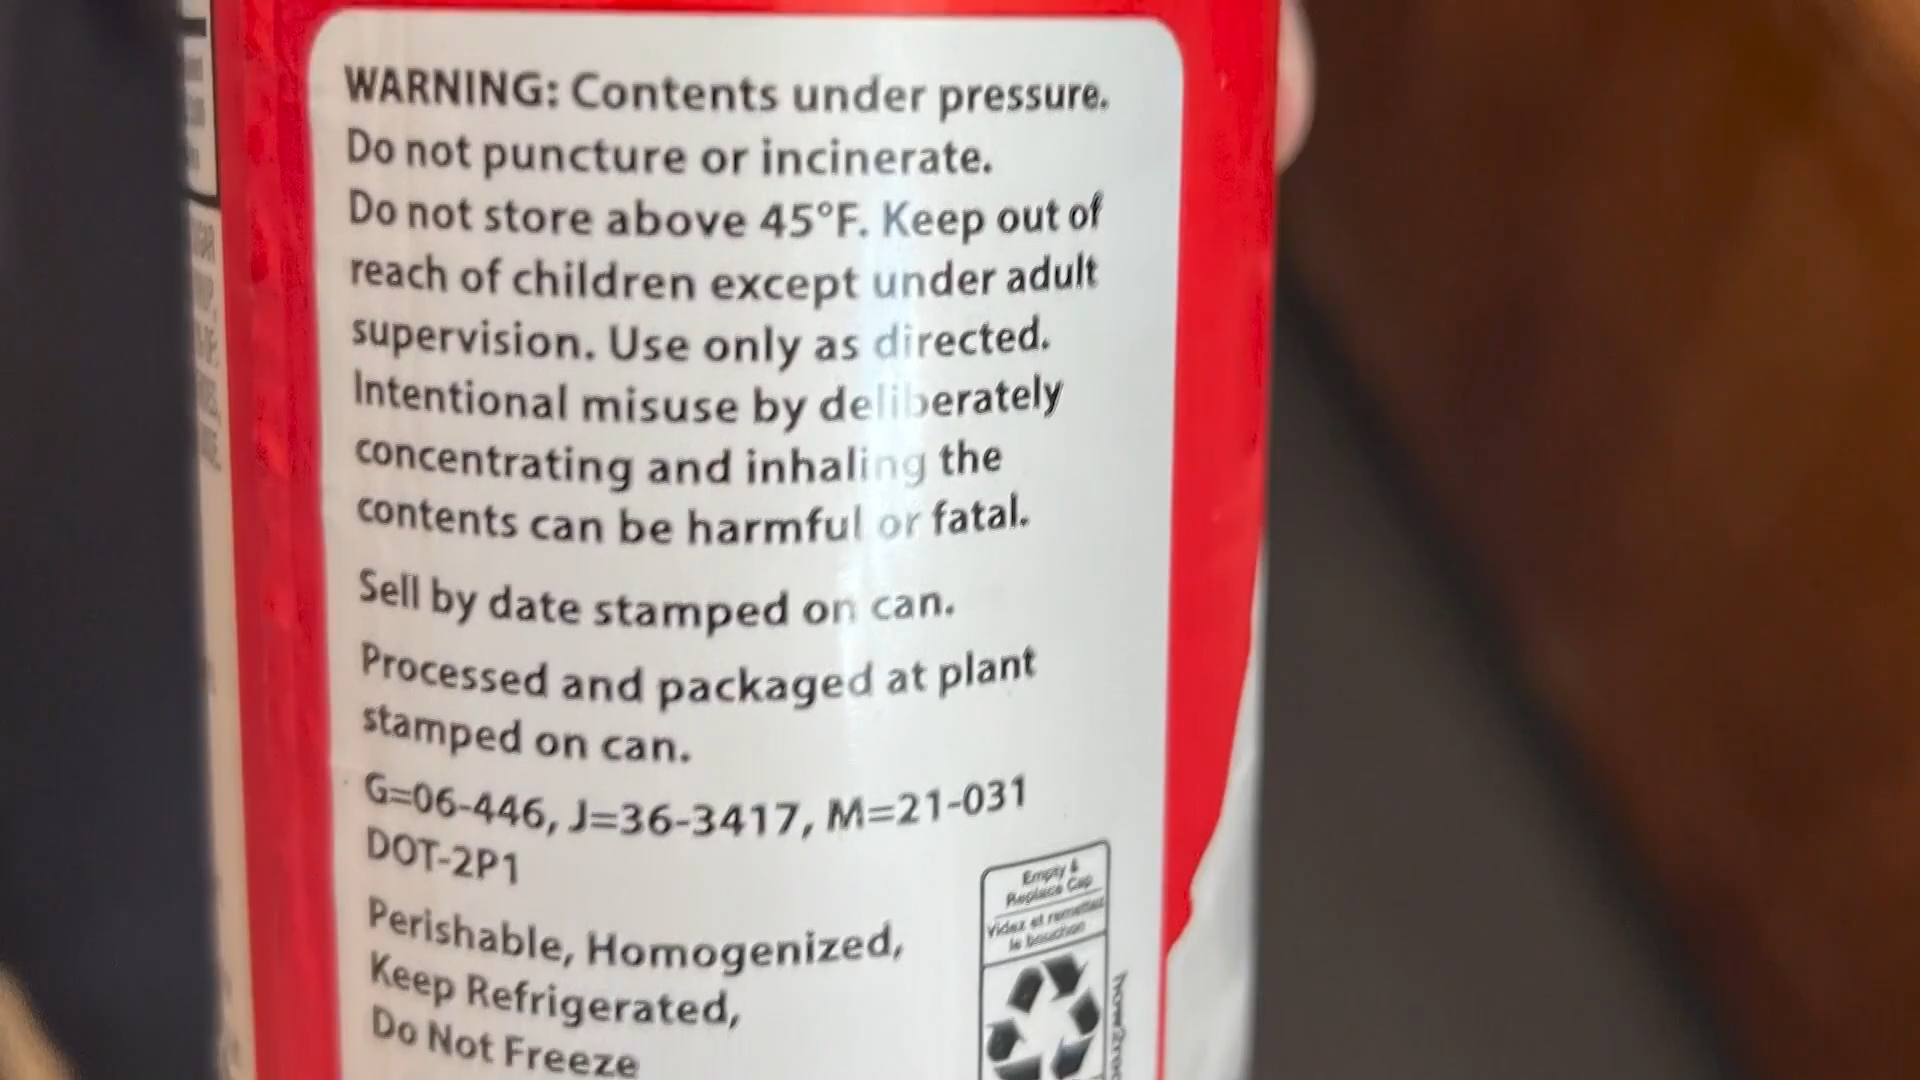 WARNING: Contents under pressure.
Do not puncture or incinerate.
Do not store above 45°F. Keep out of
reach of children except under adult
supervision. Use only as directed.
Intentional misuse by deliberately
concentrating and inhaling the
contents can be harmful or fatal.
Sell by date stamped on can.
Processed and packaged at plant
stamped on can.
G=06-446, J=36-3417, M=21-031
DOT-2P1
Perishable, Homogenized,
Keep Refrigerated,
Do Not Freeze
Empty &
Replace Cap
Videz et remettez
le bouchon